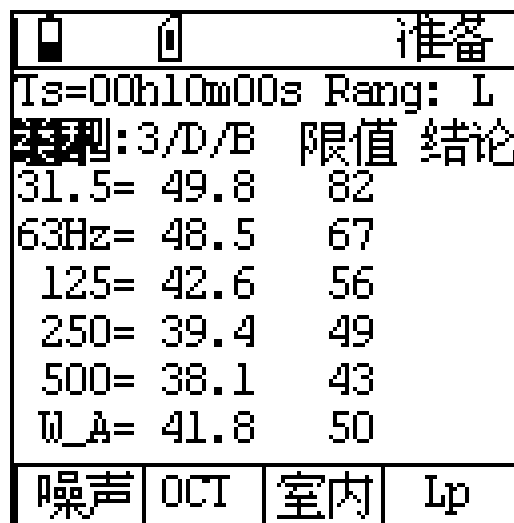 准备
Ts=00h10m00s Rang: L
类型:3/D/B 限值 结论
31.5= 49.8 82
63Hz= 48.5 67
125= 42.6 56
250= 39.4 49
500= 38.1 43
W_A= 41.8 50
噪声 OCT 室内 Lp